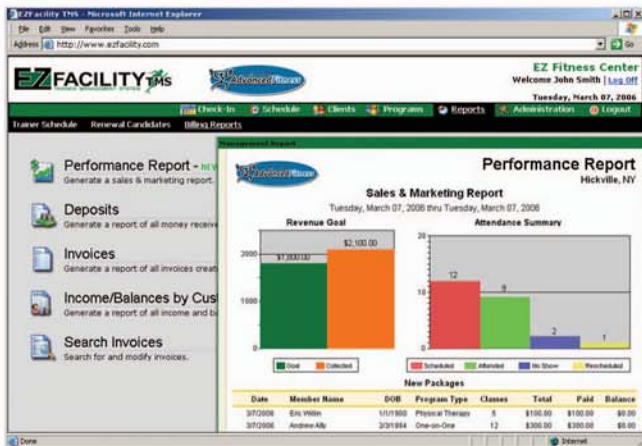 EZFacility TMS - Microsoft Internet Explorer
File Edit View Favorites Tools Help
Address http://www.ezfacility.com Go
EZ FACILITY TMS
AdvancedFitness
EZ Fitness Center
Welcome John Smith | Log Off
Tuesday, March 07, 2006
Check-In Schedule Clients Programs Reports Administration Logout
Trainer Schedule Renewal Candidates Billing Reports
Management Report
Performance Report - NEW
Generate a sales & marketing report.
Deposits
Generate a report of all money receive
Invoices
Generate a report of all invoices creat
Income/Balances by Cus
Generate a report of all income and ba
Search Invoices
Search for and modify invoices.
AdvancedFitness
Performance Report
Hickville, NY
Sales & Marketing Report
Tuesday, March 07, 2006 thru Tuesday, March 07, 2006
Revenue Goal
2000
1000
0
$1,800.00
$2,100.00
Goal Collected
Attendance Summary
20
10
0
12
9
2
1
Scheduled Attended No Show Rescheduled
New Packages
Date Member Name DOB Program Type Classes Total Paid Balance
3/7/2006 Eric 1/1/1900 Physical Therapy 5 $100.00 $100.00 $0.00
3/7/2006 Andrew Ally 2/3/1984 One-on-One 12 $300.00 $300.00 $0.00
Done Internet